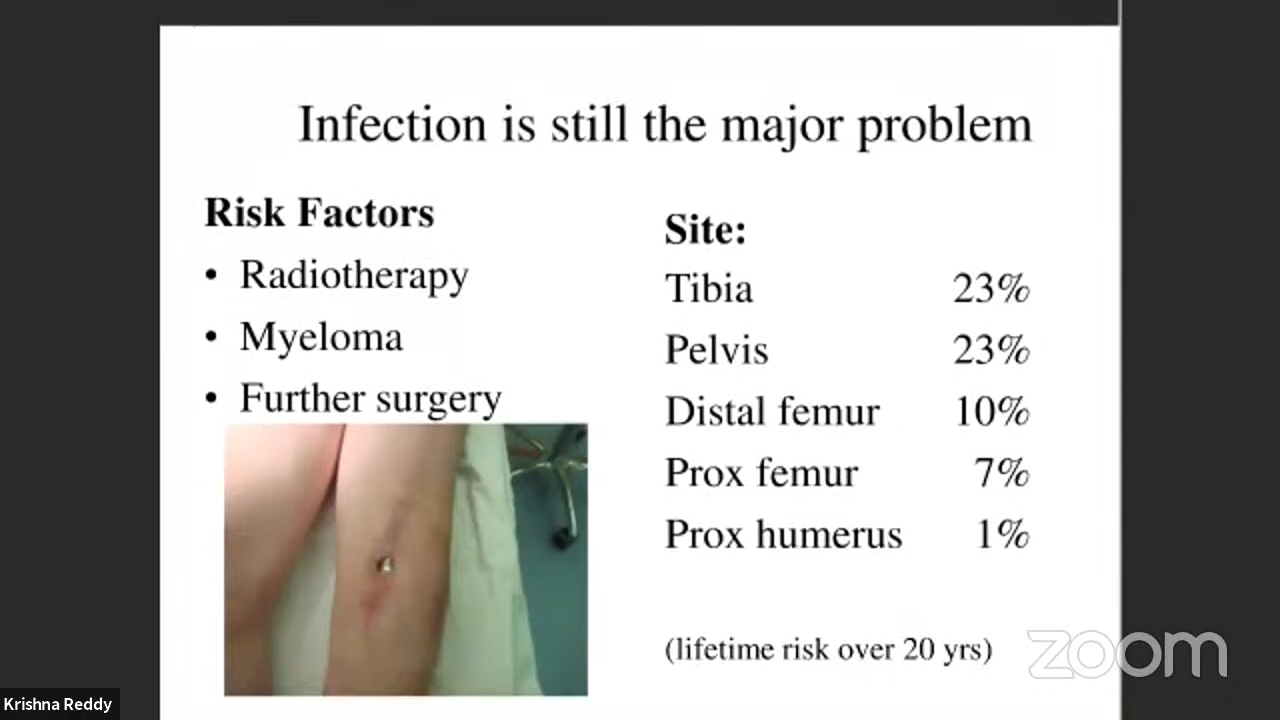 Infection is still the major problem
Risk Factors
• Radiotherapy
• Myeloma
• Further surgery
Site:
Tibia 23%
Pelvis 23%
Distal femur 10%
Prox femur 7%
Prox humerus 1%
(lifetime risk over 20 yrs)
zoom
Krishna Reddy